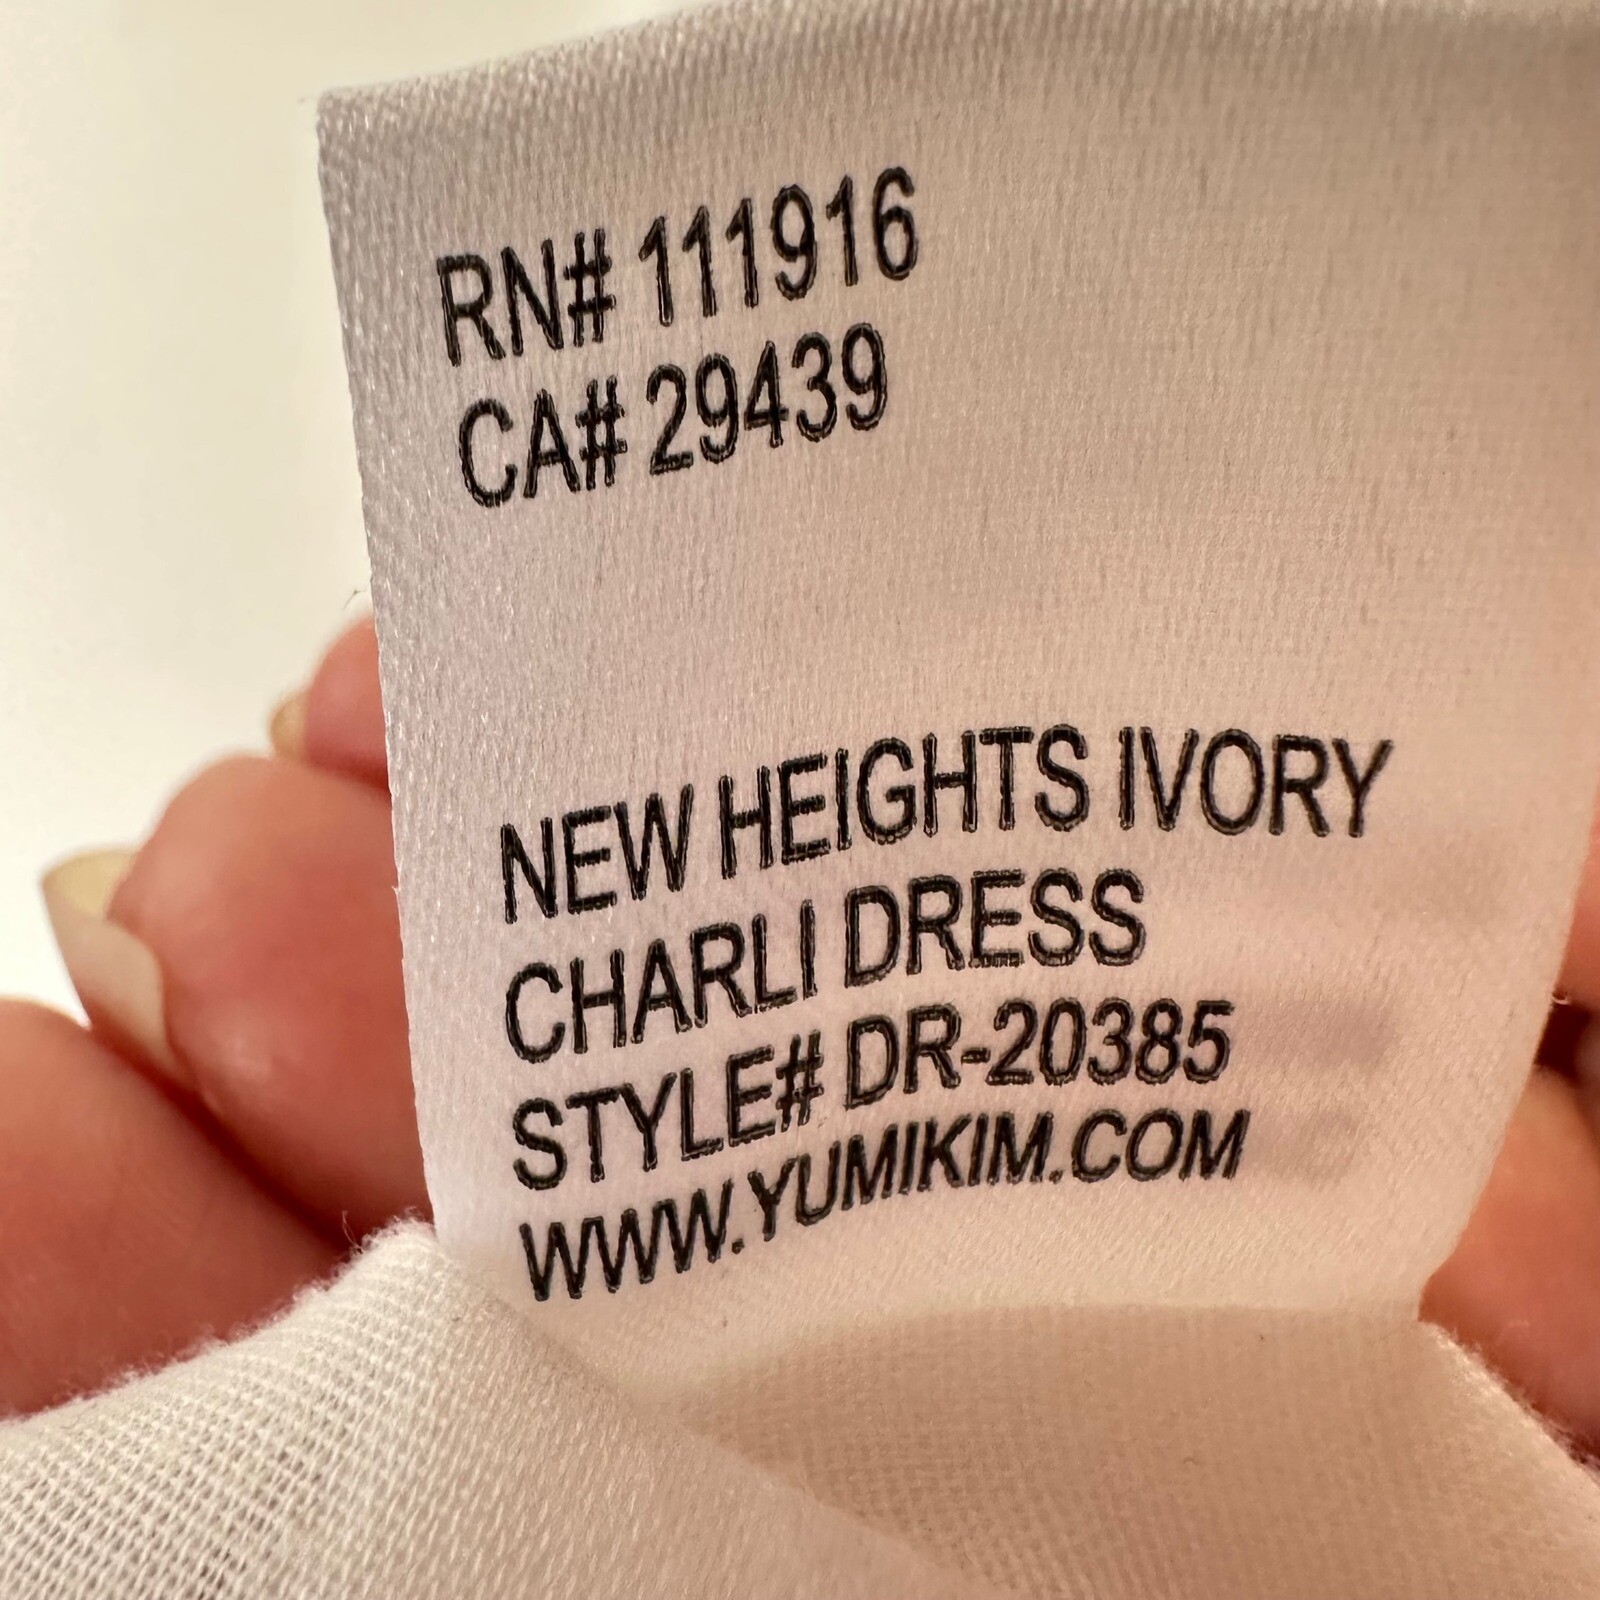 RN# 111916
CA# 29439
NEW HEIGHTS IVORY
CHARLI DRESS
STYLE# DR-20385
WWW.YUMIKIM.COM